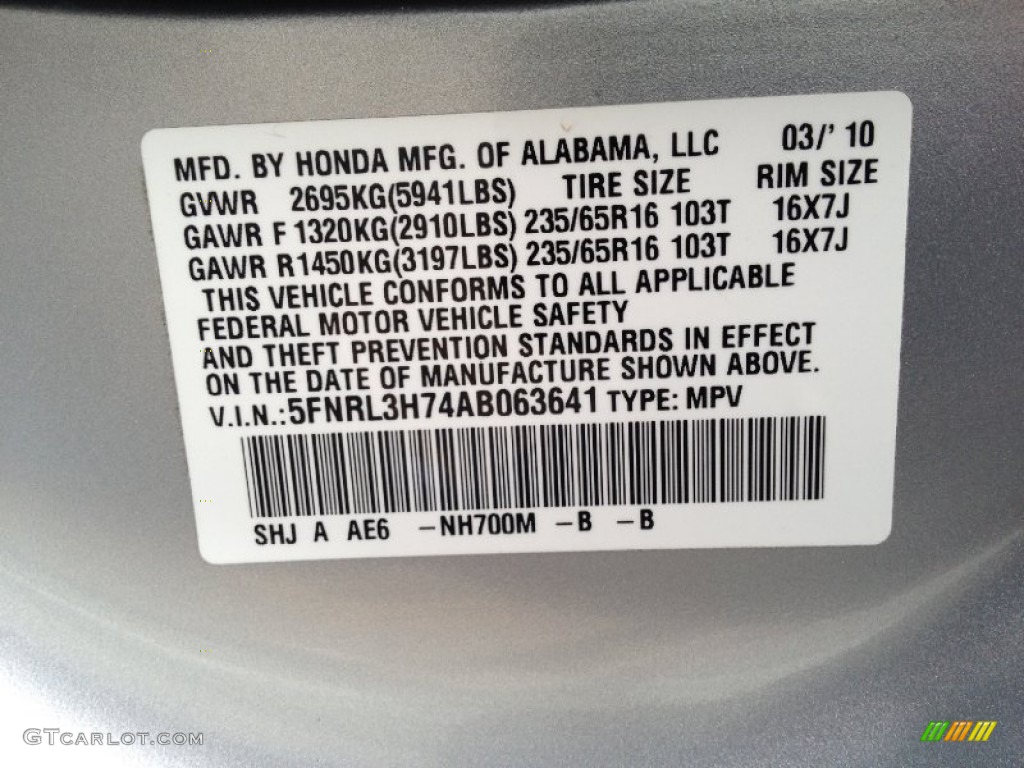 MFD. BY HONDA MFG. OF ALABAMA, LLC 03/' 10
GVWR 2695KG(5941LBS) TIRE SIZE RIM SIZE
GAWR F 1320KG(2910LBS) 235/65R16 103T 16X7J
GAWR R1450KG(3197LBS) 235/65R16 103T 16X7J
THIS VEHICLE CONFORMS TO ALL APPLICABLE
FEDERAL MOTOR VEHICLE SAFETY
AND THEFT PREVENTION STANDARDS IN EFFECT
ON THE DATE OF MANUFACTURE SHOWN ABOVE.
V.I.N.: 5FNRL3H74AB063641 TYPE: MPV
SHJ A AE6 -NH700M -B -B
GTCARLOT.COM